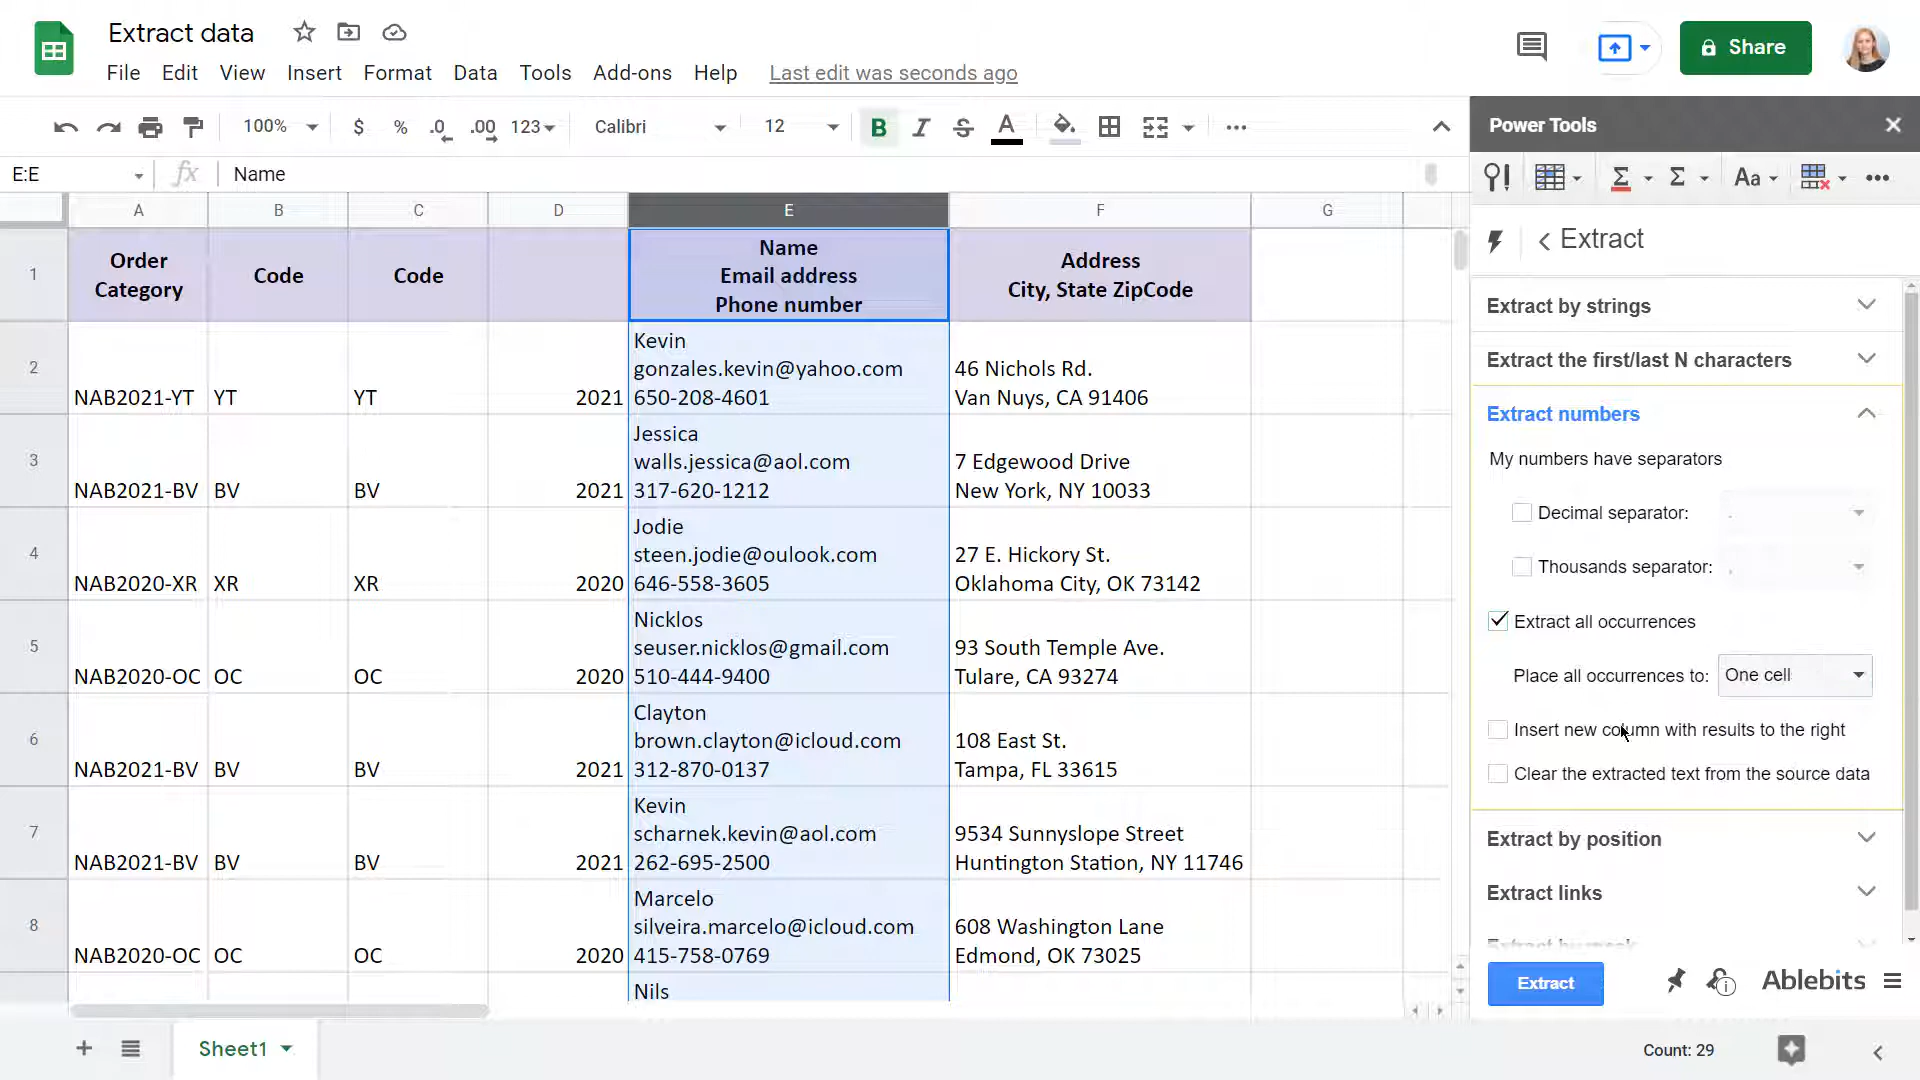 Extract data
File Edit View Insert Format Data Tools Add-ons Help Last edit was seconds ago
Share
100% $ % .0 .00 123 Calibri 12 B I S A
E:E fx Name
Power Tools
Σ Σ Aa
Extract
A B C D E F G
1
Order
Category
Code
Code
Name
Email address
Phone number
Address
City, State ZipCode
2
NAB2021-YT YT YT 2021
Kevin
gonzales.kevin@yahoo.com
650-208-4601
46 Nichols Rd.
Van Nuys, CA 91406
3
NAB2021-BV BV BV 2021
Jessica
walls.jessica@aol.com
317-620-1212
7 Edgewood Drive
New York, NY 10033
4
NAB2020-XR XR XR 2020
Jodie
steen.jodie@oulook.com
646-558-3605
27 E. Hickory St.
Oklahoma City, OK 73142
5
NAB2020-OC OC OC 2020
Nicklos
seuser.nicklos@gmail.com
510-444-9400
93 South Temple Ave.
Tulare, CA 93274
6
NAB2021-BV BV BV 2021
Clayton
brown.clayton@icloud.com
312-870-0137
108 East St.
Tampa, FL 33615
7
NAB2021-BV BV BV 2021
Kevin
scharnek.kevin@aol.com
262-695-2500
9534 Sunnyslope Street
Huntington Station, NY 11746
8
NAB2020-OC OC OC 2020
Marcelo
silveira.marcelo@icloud.com
415-758-0769
608 Washington Lane
Edmond, OK 73025
Nils
Extract by strings
Extract the first/last N characters
Extract numbers
My numbers have separators
Decimal separator: .
Thousands separator: ,
Extract all occurrences
Place all occurrences to: One cell
Insert new column with results to the right
Clear the extracted text from the source data
Extract by position
Extract links
Extract by mask
Extract
Ablebits
Sheet1
Count: 29